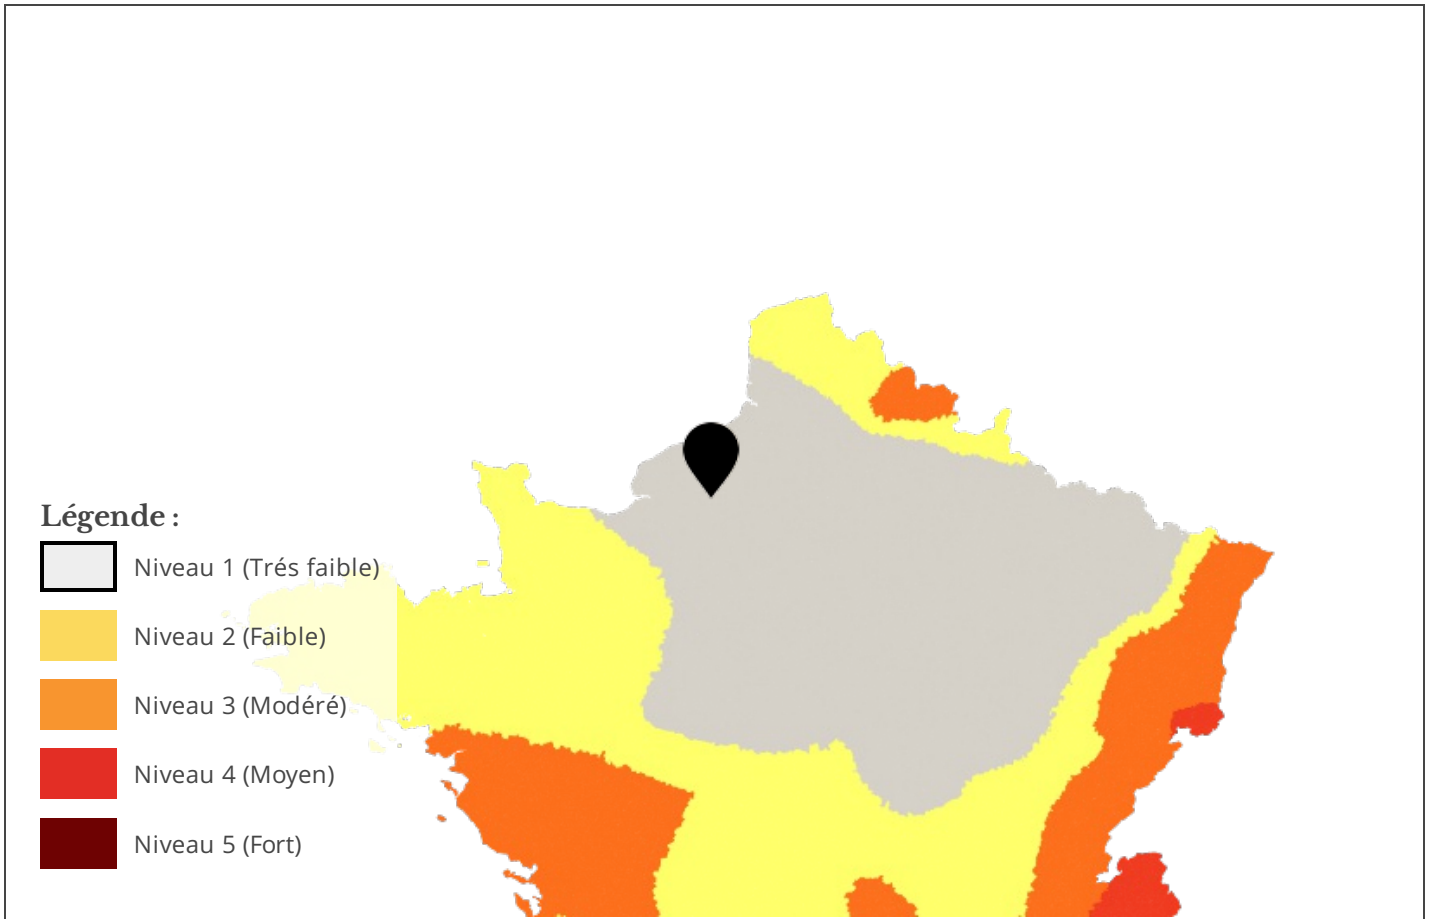 Légende :
Niveau 1 (Trés faible)
Niveau 2 (Faible)
Niveau 3 (Modéré)
Niveau 4 (Moyen)
Niveau 5 (Fort)